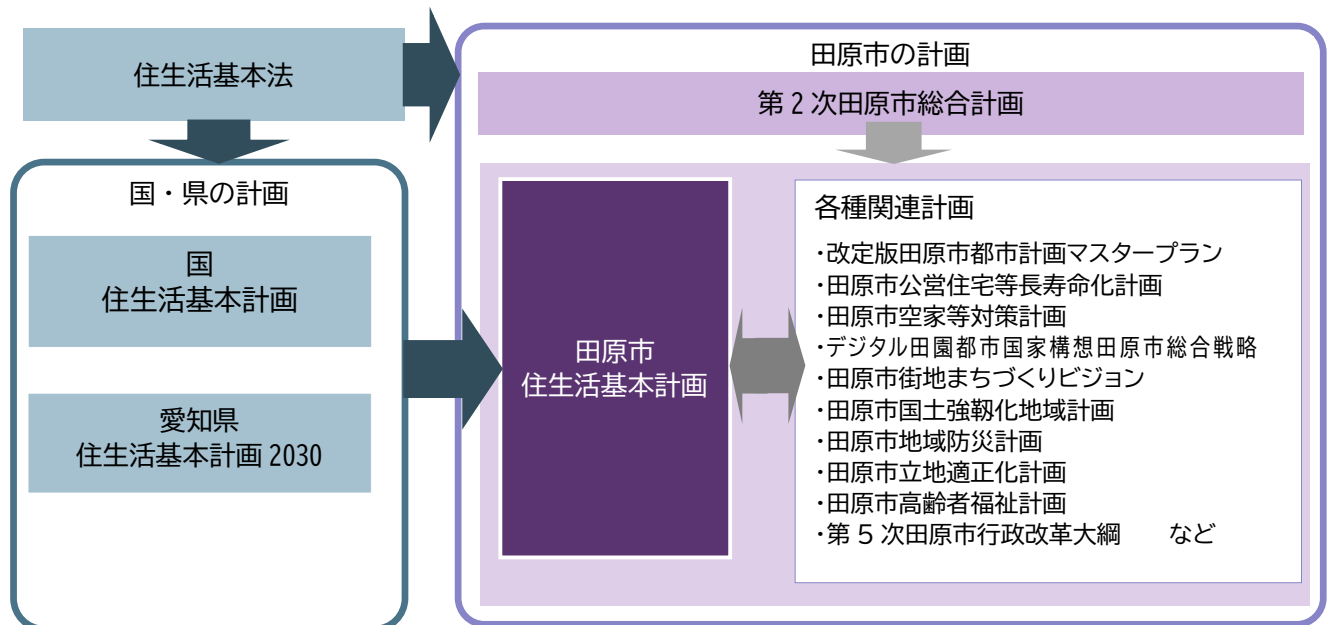 住生活基本法
国・県の計画
国
住生活基本計画
愛知県
住生活基本計画 2030
田原市の計画
第 2 次田原市総合計画
田原市
住生活基本計画
各種関連計画
・改定版田原市都市計画マスタープラン
・田原市公営住宅等長寿命化計画
・田原市空家等対策計画
・デジタル田園都市国家構想田原市総合戦略
・田原市街地まちづくりビジョン
・田原市国土強靱化地域計画
・田原市地域防災計画
・田原市立地適正化計画
・田原市高齢者福祉計画
・第 5 次田原市行政改革大綱　　など